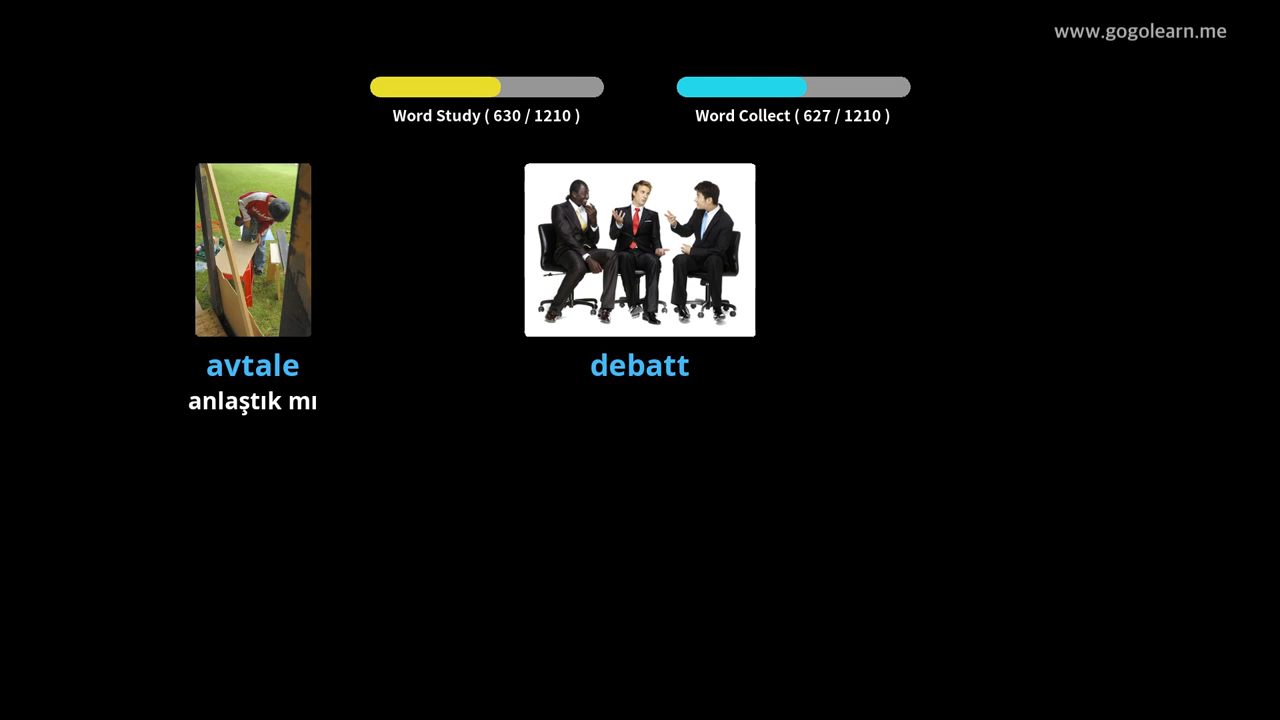 www.gogolearn.me
Word Study ( 630 / 1210 )
Word Collect ( 627 / 1210 )
avtale
debatt
anlaştık mı